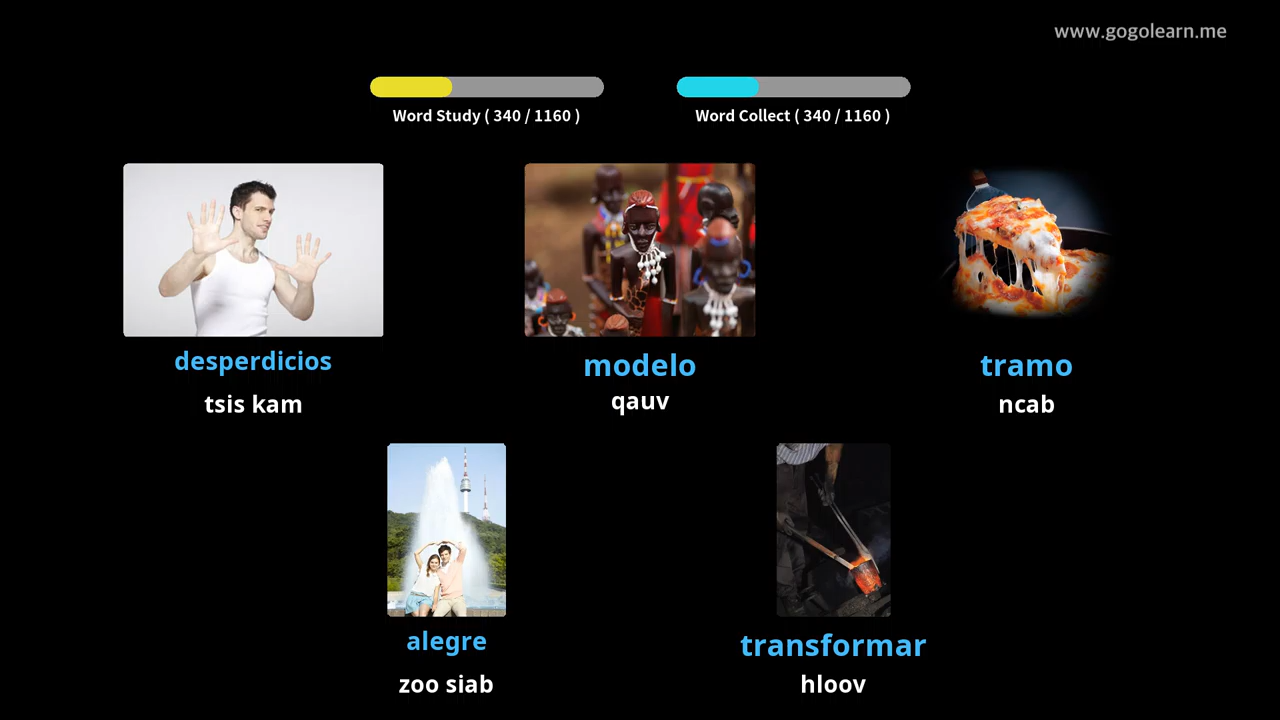 www.gogolearn.me
Word Study ( 340 / 1160 )
Word Collect ( 340 / 1160 )
desperdicios
tsis kam
modelo
qauv
tramo
ncab
alegre
zoo siab
transformar
hloov